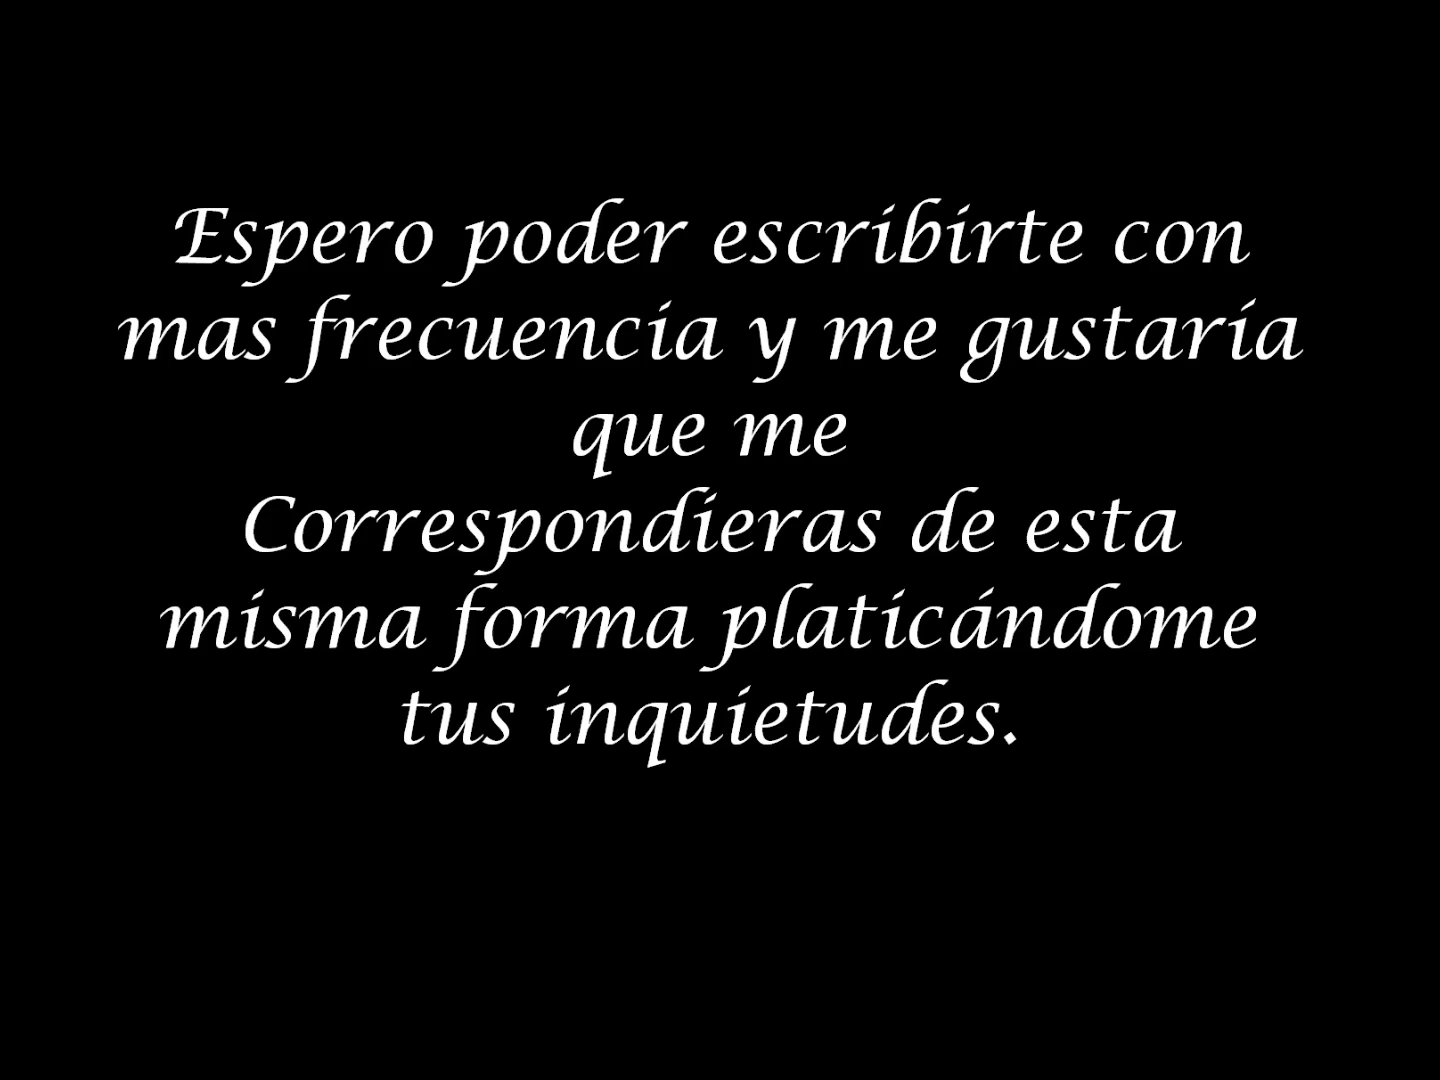 Espero poder escribirte con
mas frecuencia y me gustaría
que me
Correspondieras de esta
misma forma platicándome
tus inquietudes.